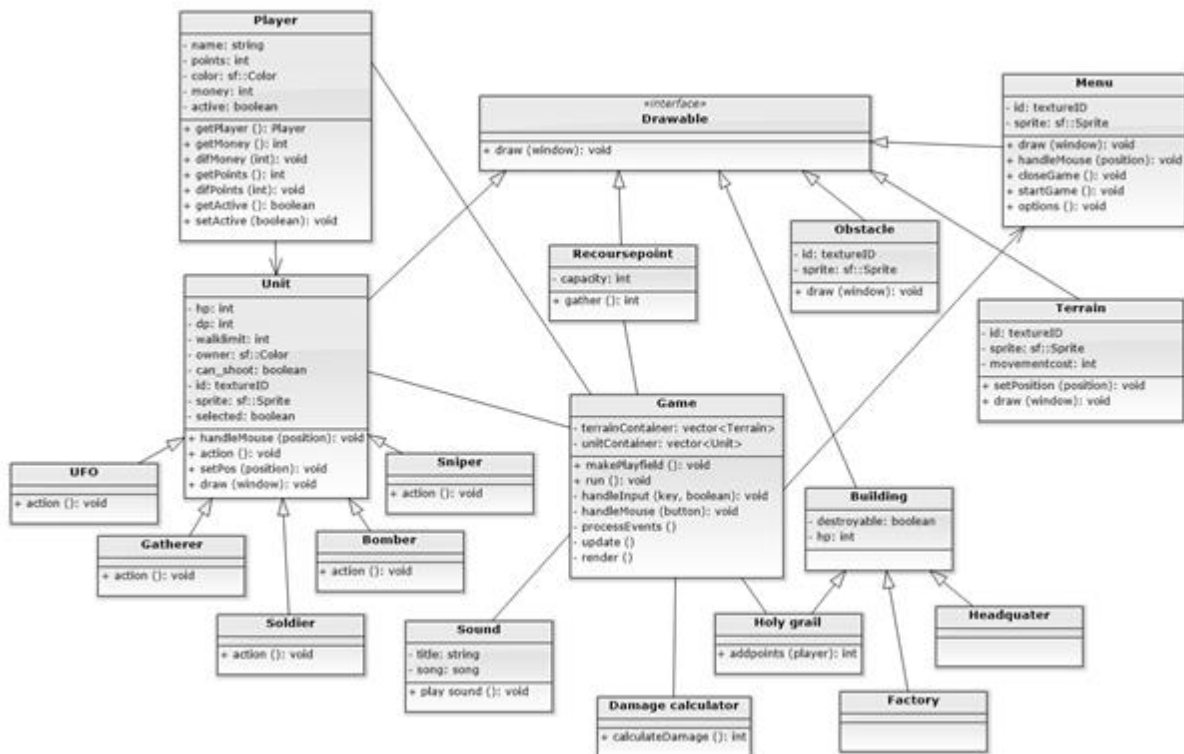 Player
- name: string
- points: int
- color: sf::Color
- money: int
- active: boolean
+ getPlayer (): Player
+ getMoney (): int
+ difMoney (int): void
+ getPoints (): int
+ difPoints (int): void
+ getActive (): boolean
+ setActive (boolean): void
«interface»
Drawable
+ draw (window): void
Menu
- id: textureID
- sprite: sf::Sprite
+ draw (window): void
+ handleMouse (position): void
+ closeGame (): void
+ startGame (): void
+ options (): void
Obstacle
- id: textureID
- sprite: sf::Sprite
+ draw (window): void
Recoursepoint
- capacity: int
+ gather (): int
Unit
- hp: int
- dp: int
- walklimit: int
- owner: sf::Color
- can_shoot: boolean
- id: textureID
- sprite: sf::Sprite
- selected: boolean
+ handleMouse (position): void
+ action (): void
+ setPos (position): void
+ draw (window): void
Terrain
- id: textureID
- sprite: sf::Sprite
- movementcost: int
+ setPosition (position): void
+ draw (window): void
Game
- terrainContainer: vector<Terrain>
- unitContainer: vector<Unit>
+ makePlayfield (): void
+ run (): void
- handleInput (key, boolean): void
- handleMouse (button): void
- processEvents ()
- update ()
- render ()
UFO
+ action (): void
Sniper
+ action (): void
Building
- destroyable: boolean
- hp: int
Gatherer
+ action (): void
Bomber
+ action (): void
Soldier
+ action (): void
Sound
- title: string
- song: song
+ play sound (): void
Holy grail
+ addpoints (player): int
Headquater
Damage calculator
+ calculateDamage (): int
Factory